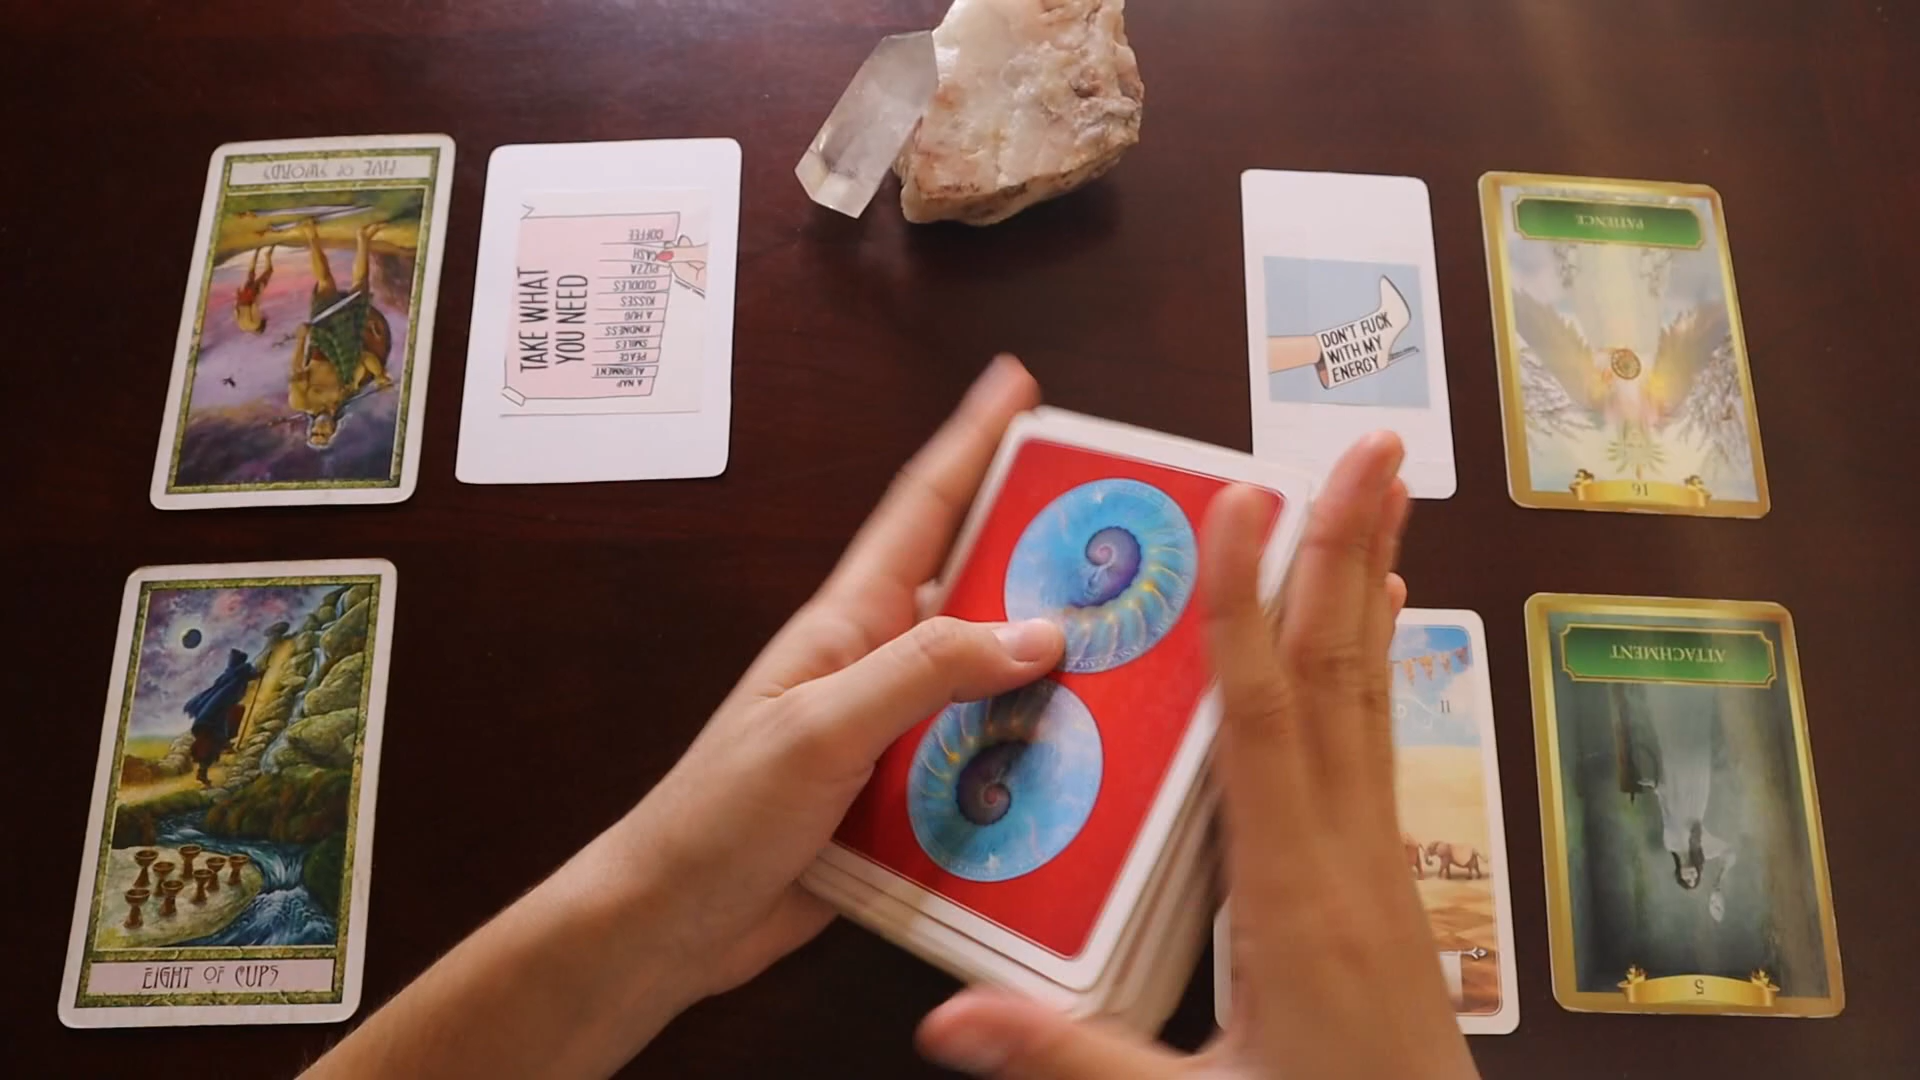 FIVE OF SWORDS
TAKE WHAT
YOU NEED
COFFEE
CASH
PIZZA
CUDDLES
KISSES
A HUG
KINDNESS
SMILES
PEACE
ALIGNMENT
A NAP
DON'T FUCK
WITH MY
ENERGY
PATIENCE
16
EIGHT OF CUPS
II
ATTACHMENT
5